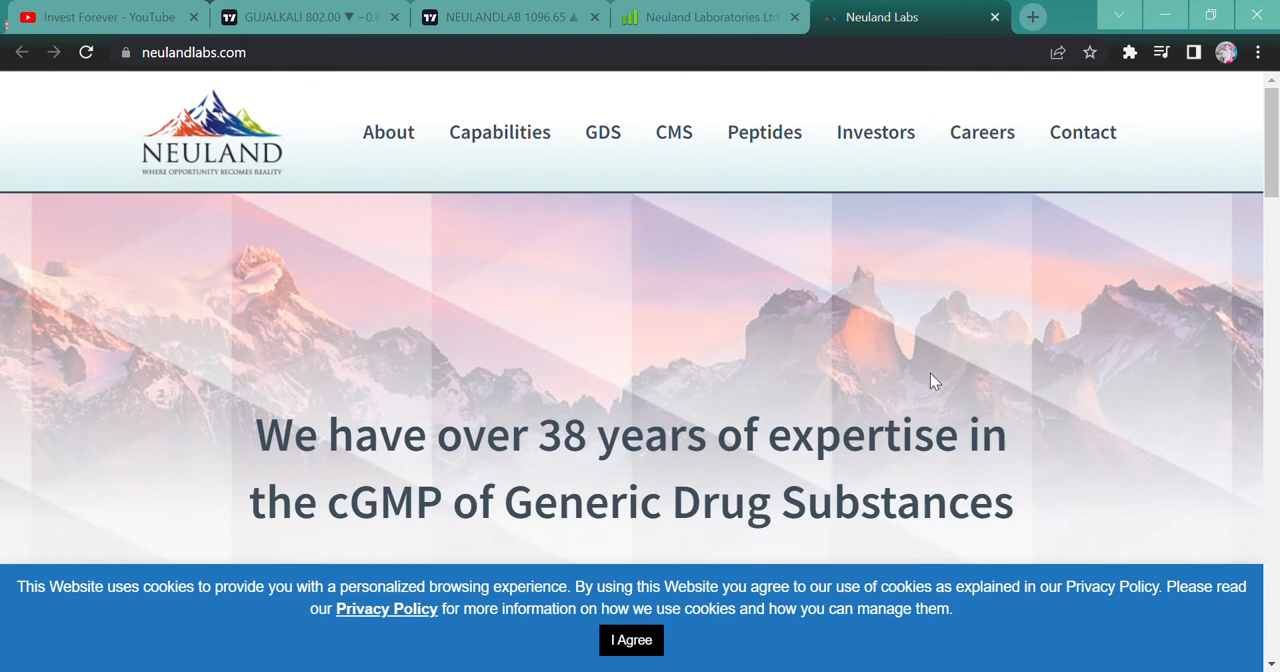 Invest Forever - YouTube
GUJALKALI 802.00 ▼ −0.6
NEULANDLAB 1096.65 ▲
Neuland Laboratories Ltd
Neuland Labs
neulandlabs.com
NEULAND
WHERE OPPORTUNITY BECOMES REALITY
About Capabilities GDS CMS Peptides Investors Careers Contact
We have over 38 years of expertise in
the cGMP of Generic Drug Substances
This Website uses cookies to provide you with a personalized browsing experience. By using this Website you agree to our use of cookies as explained in our Privacy Policy. Please read
our Privacy Policy for more information on how we use cookies and how you can manage them.
I Agree